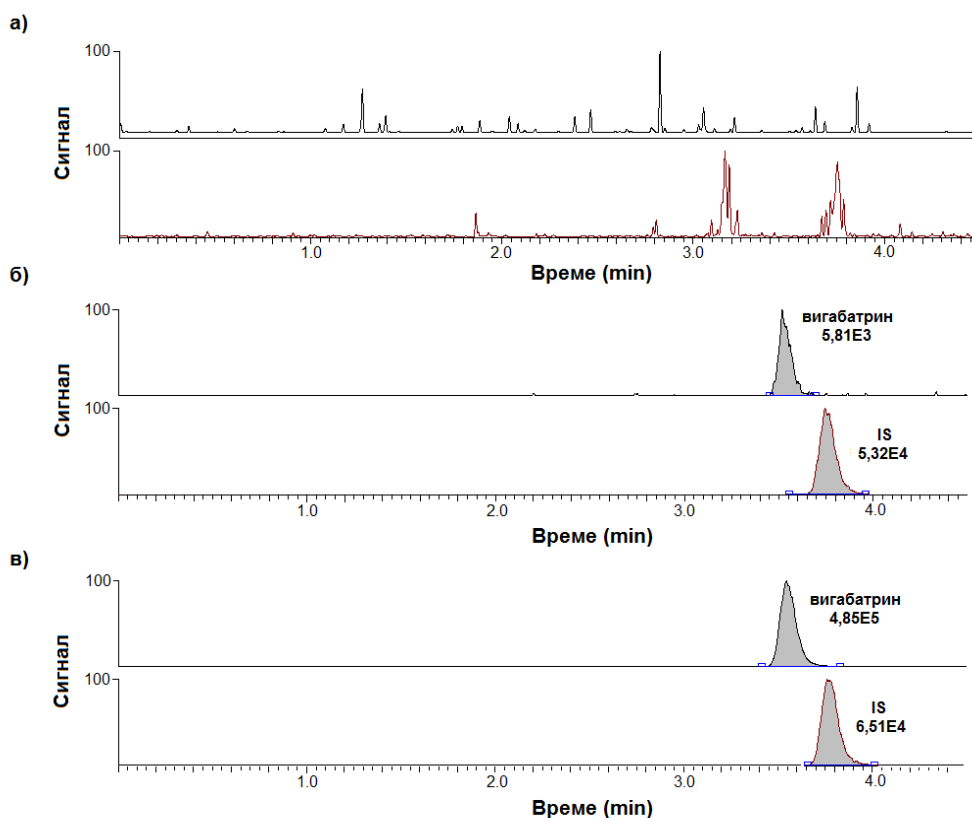 а)
100
Сигнал
100
1.0 2.0 3.0 4.0
Време (min)
б)
100
вигабатрин
5,81E3
Сигнал
100
IS
5,32E4
1.0 2.0 3.0 4.0
Време (min)
в)
100
вигабатрин
4,85E5
Сигнал
100
IS
6,51E4
1.0 2.0 3.0 4.0
Време (min)